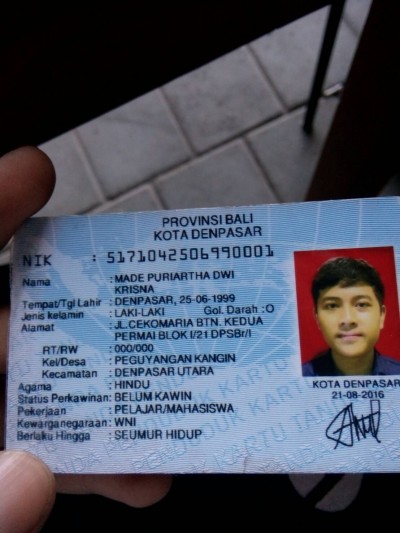 PROVINSI BALI
KOTA DENPASAR
NIK : 5171042506990001
Nama : MADE PURIARTHA DWI
KRISNA
Tempat/Tgl Lahir : DENPASAR, 25-06-1999
Jenis kelamin : LAKI-LAKI Gol. Darah :O
Alamat : JL.CEKOMARIA BTN. KEDUA
PERMAI BLOK I/21 DPSBr/l
RT/RW : 000/000
Kel/Desa : PEGUYANGAN KANGIN
Kecamatan : DENPASAR UTARA
Agama : HINDU
Status Perkawinan: BELUM KAWIN
Pekerjaan : PELAJAR/MAHASISWA
Kewarganegaraan: WNI
Berlaku Hingga : SEUMUR HIDUP
KOTA DENPASAR
21-08-2016